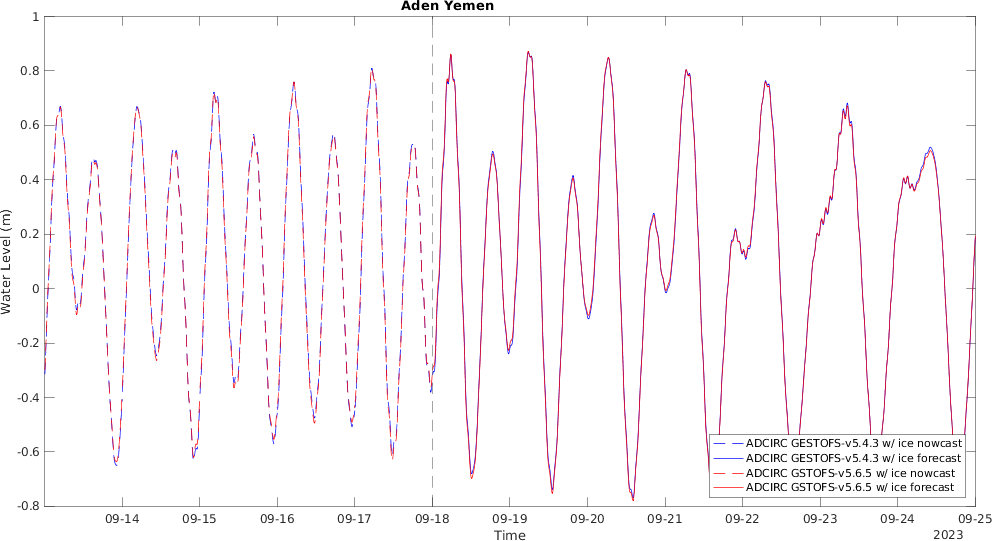 Aden Yemen
1
0.8
0.6
0.4
0.2
0
-0.2
-0.4
-0.6
-0.8
Water Level (m)
ADCIRC GESTOFS-v5.4.3 w/ ice nowcast
ADCIRC GESTOFS-v5.4.3 w/ ice forecast
ADCIRC GSTOFS-v5.6.5 w/ ice nowcast
ADCIRC GSTOFS-v5.6.5 w/ ice forecast
09-14 09-15 09-16 09-17 09-18 09-19 09-20 09-21 09-22 09-23 09-24 09-25
Time
2023